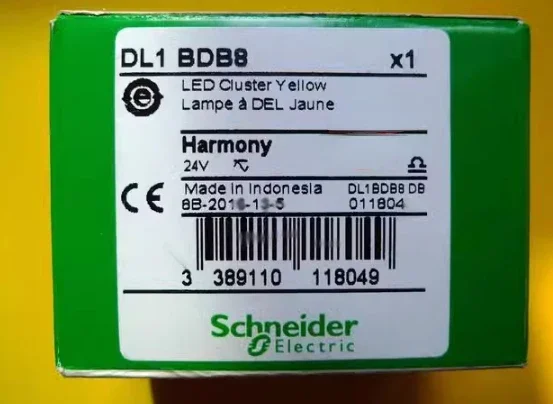 DL1 BDB8 x1
LED Cluster Yellow
Lampe à DEL Jaune
Harmony
24V
Made in Indonesia DL1BDB8 DB
011804
3 389110 118049
Schneider
Electric